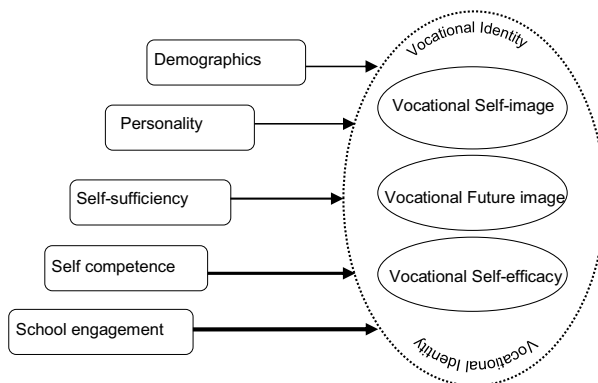 Vocational Identity
Demographics
Vocational Self-image
Personality
Vocational Future image
Self-sufficiency
Self competence
Vocational Self-efficacy
School engagement
Vocational Identity